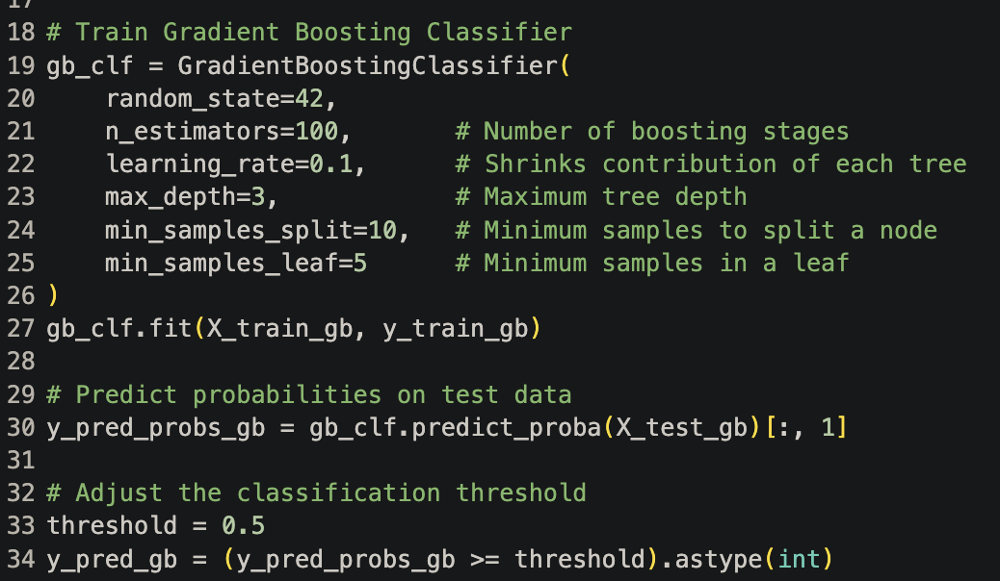 17
18 # Train Gradient Boosting Classifier
19 gb_clf = GradientBoostingClassifier(
20     random_state=42,
21     n_estimators=100,       # Number of boosting stages
22     learning_rate=0.1,      # Shrinks contribution of each tree
23     max_depth=3,            # Maximum tree depth
24     min_samples_split=10,   # Minimum samples to split a node
25     min_samples_leaf=5      # Minimum samples in a leaf
26 )
27 gb_clf.fit(X_train_gb, y_train_gb)
28
29 # Predict probabilities on test data
30 y_pred_probs_gb = gb_clf.predict_proba(X_test_gb)[:, 1]
31
32 # Adjust the classification threshold
33 threshold = 0.5
34 y_pred_gb = (y_pred_probs_gb >= threshold).astype(int)